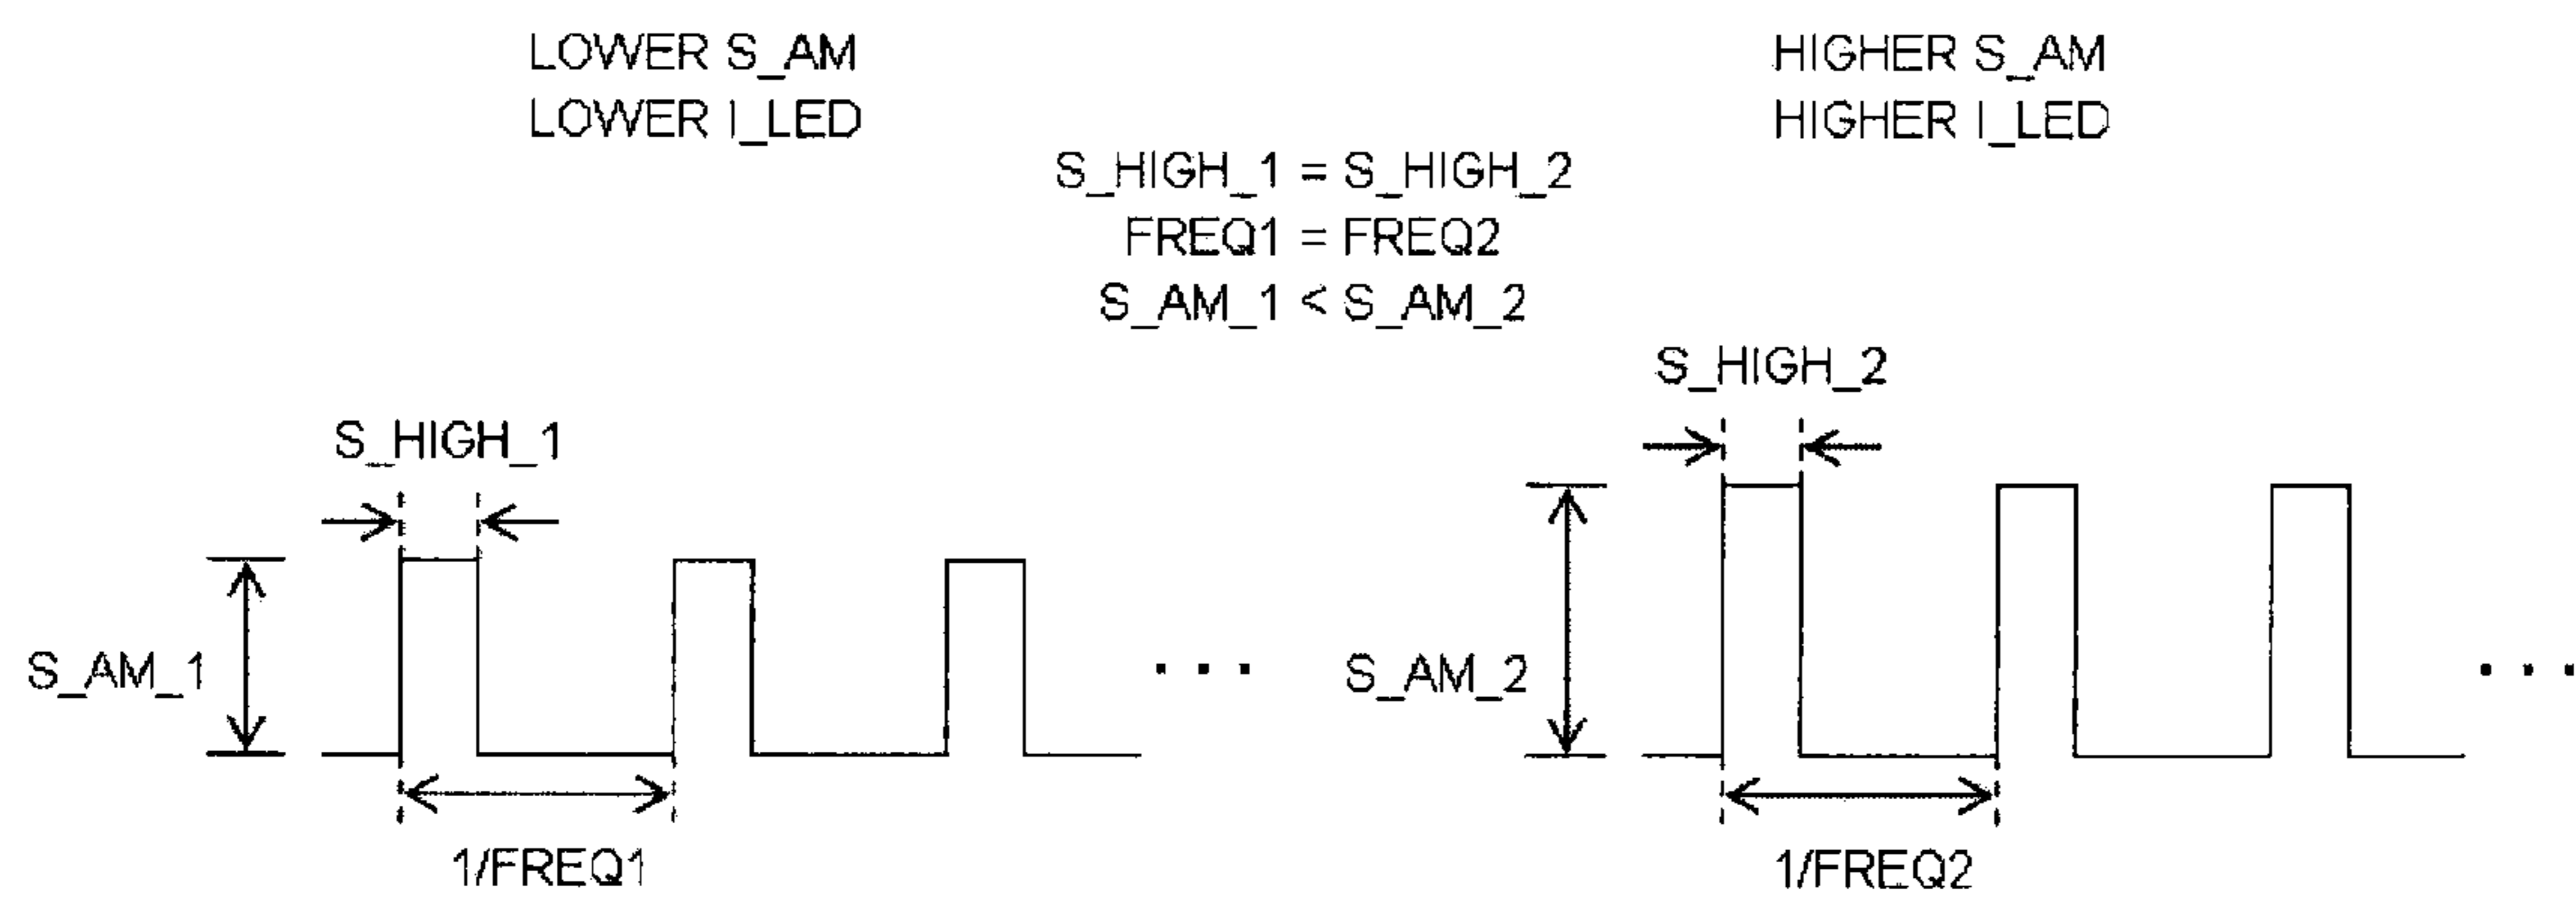 LOWER S_AM
LOWER I_LED
HIGHER S_AM
HIGHER I_LED
S_HIGH_1 = S_HIGH_2
FREQ1 = FREQ2
S_AM_1 < S_AM_2
S_HIGH_1
S_AM_1
1/FREQ1
. . .
S_HIGH_2
S_AM_2
1/FREQ2
. . .